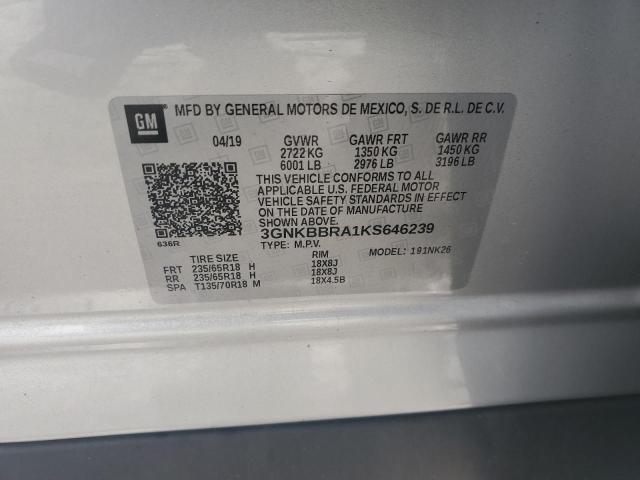 GM
MFD BY GENERAL MOTORS DE MEXICO, S. DE R.L. DE C.V.
04/19 GVWR GAWR FRT GAWR RR
2722 KG 1350 KG 1450 KG
6001 LB 2976 LB 3196 LB
THIS VEHICLE CONFORMS TO ALL
APPLICABLE U.S. FEDERAL MOTOR
VEHICLE SAFETY STANDARDS IN EFFECT
ON THE DATE OF MANUFACTURE
SHOWN ABOVE.
3GNKBBRA1KS646239
636R
TYPE: M.P.V. MODEL: 191NK26
TIRE SIZE RIM
FRT 235/65R18 H 18X8J
RR 235/65R18 H 18X8J
SPA T135/70R18 M 18X4.5B